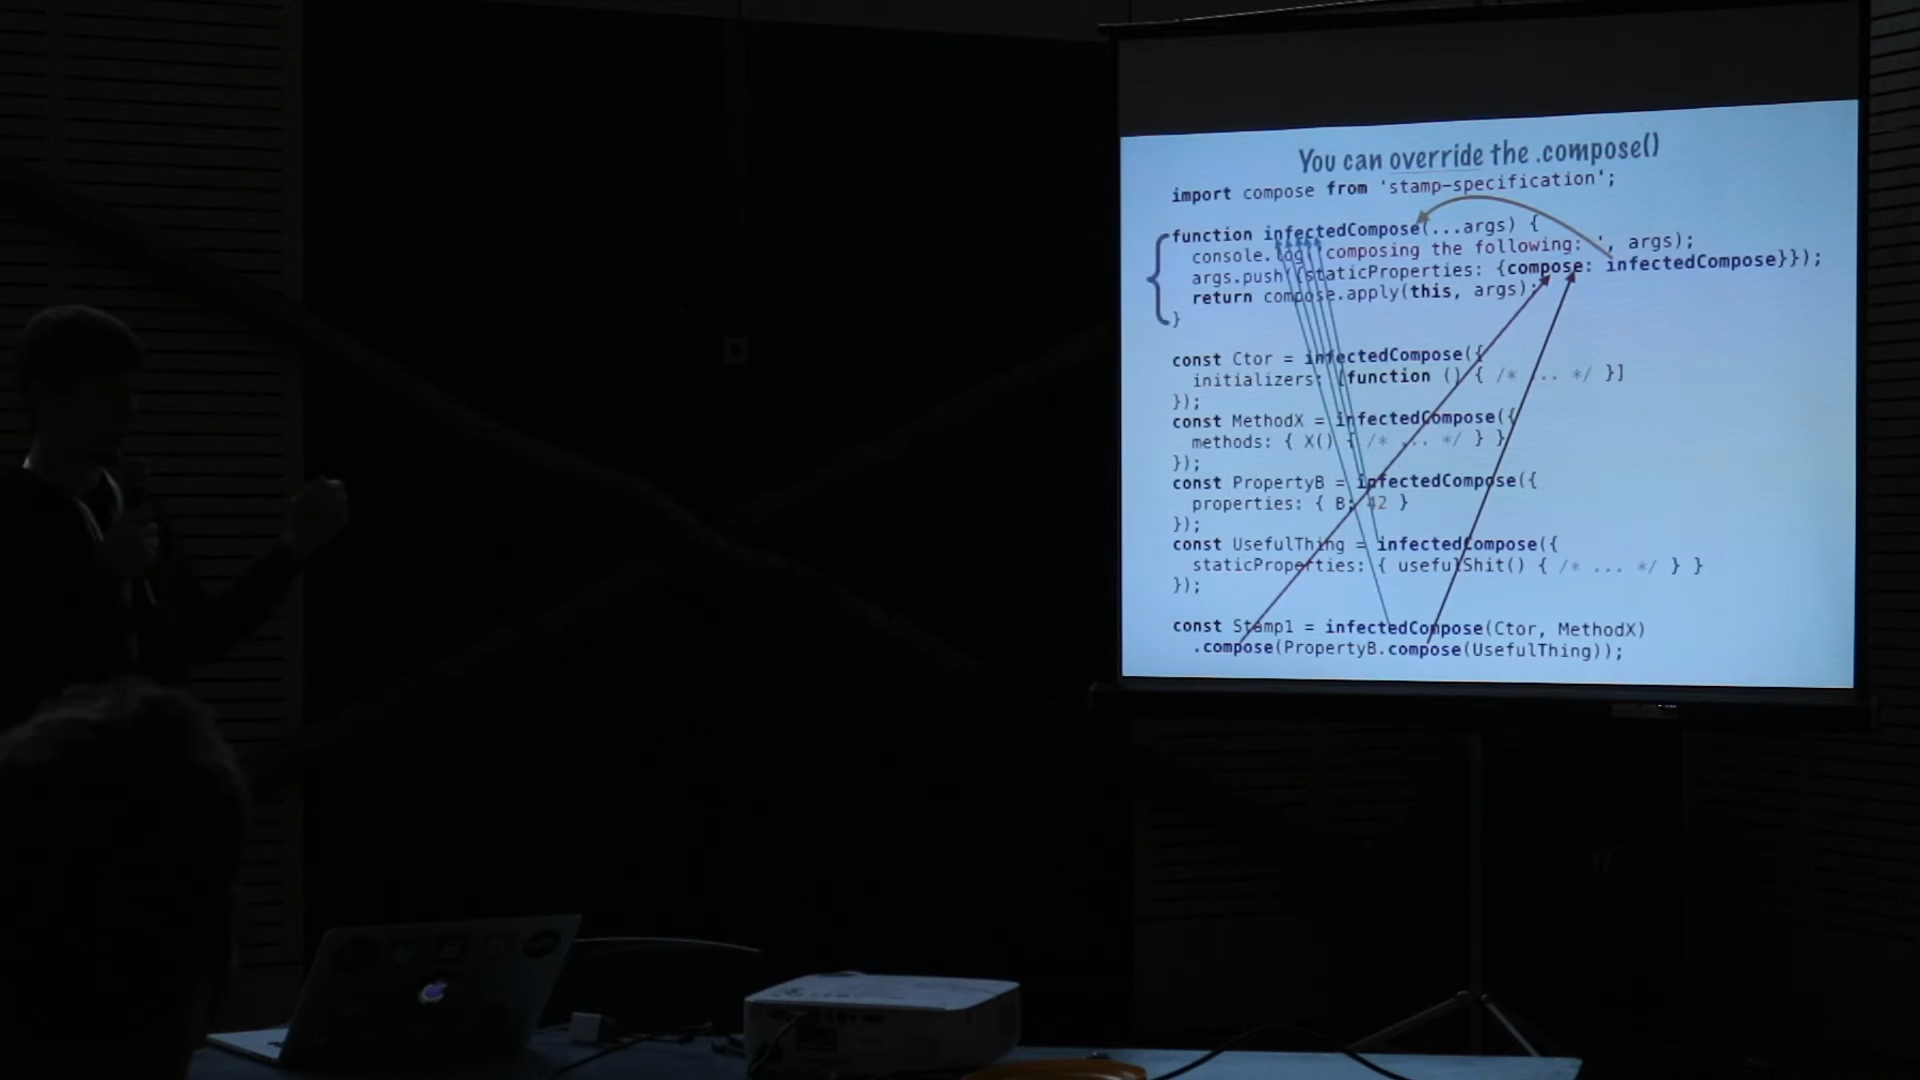 You can override the .compose()
import compose from 'stamp-specification';
function infectedCompose(...args) {
console.log('composing the following: ', args);
args.push({staticProperties: {compose: infectedCompose}});
return compose.apply(this, args);
}
const Ctor = infectedCompose({
initializers: [function () { /* ... */ }]
});
const MethodX = infectedCompose({
methods: { X() { /* ... */ } }
});
const PropertyB = infectedCompose({
properties: { B: 42 }
});
const UsefulThing = infectedCompose({
staticProperties: { usefulShit() { /* ... */ } }
});
const Stamp1 = infectedCompose(Ctor, MethodX)
.compose(PropertyB.compose(UsefulThing));